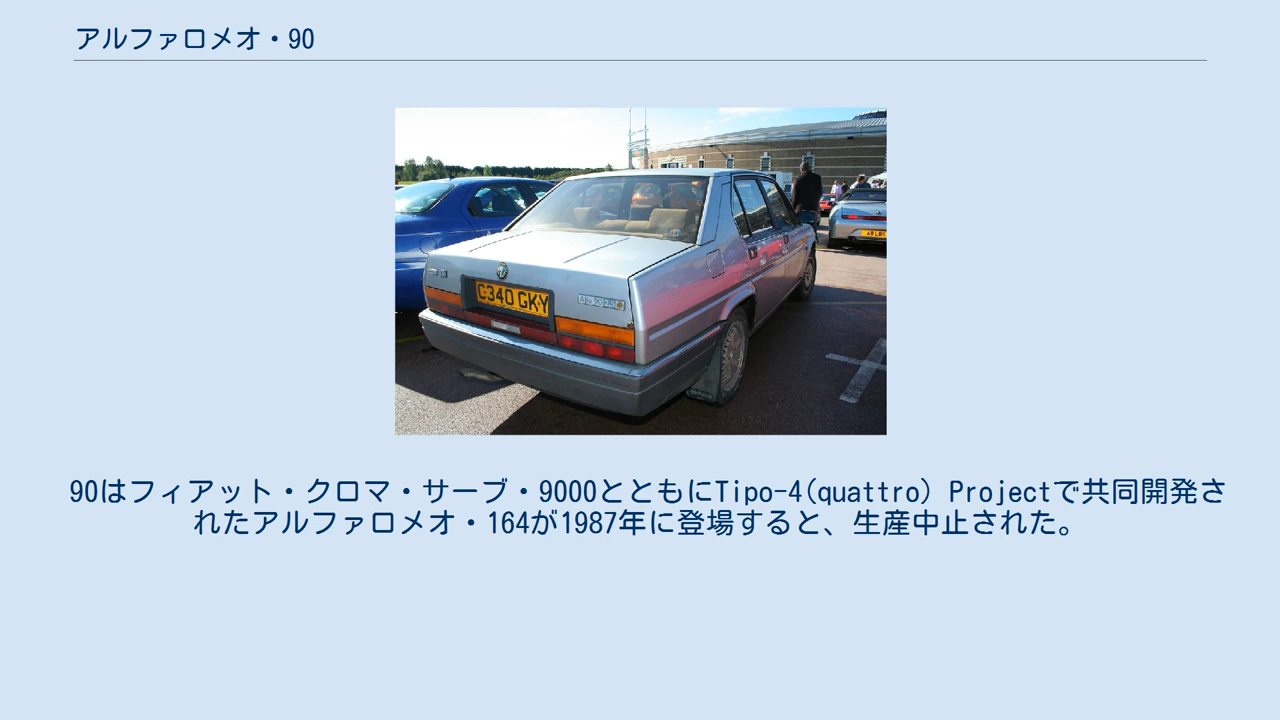 アルファロメオ・90
C340 GKY
90はフィアット・クロマ・サーブ・9000とともにTipo-4(quattro) Projectで共同開発さ
れたアルファロメオ・164が1987年に登場すると、生産中止された。